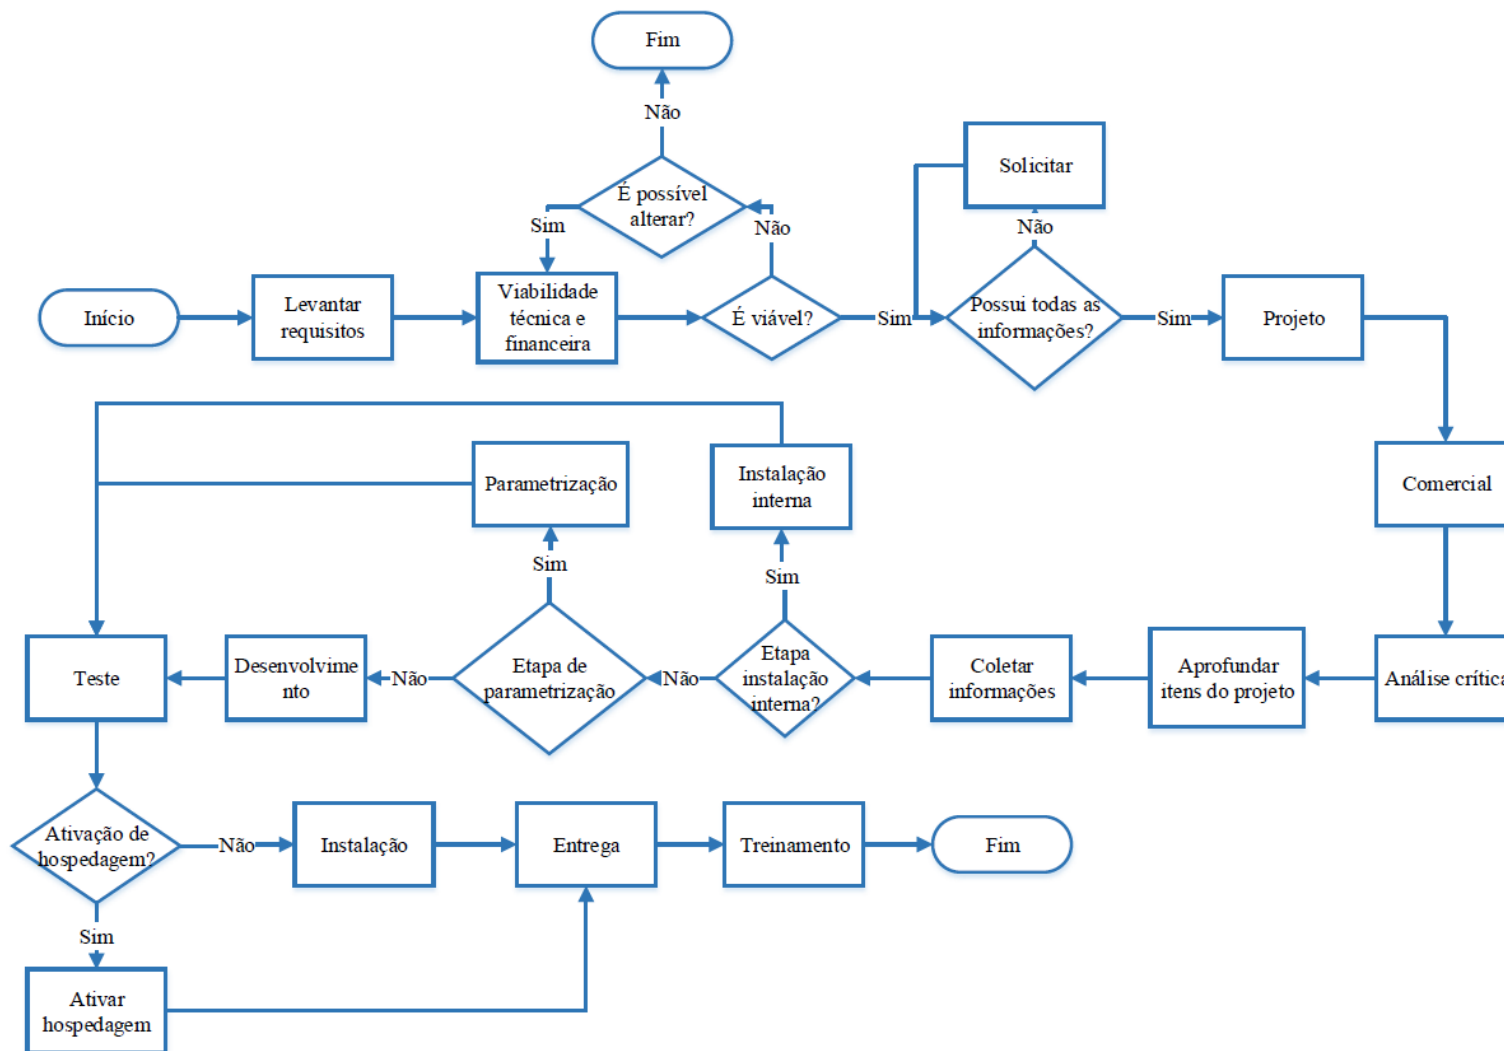 Fim
Não
É possível
alterar?
Sim
Não
Solicitar
Não
Início
Levantar
requisitos
Viabilidade
técnica e
financeira
É viável?
Sim
Possui todas as
informações?
Sim
Projeto
Parametrização
Instalação
interna
Comercial
Sim
Sim
Teste
Desenvolvime
nto
Não
Etapa de
parametrização
Não
Etapa
instalação
interna?
Coletar
informações
Aprofundar
itens do projeto
Análise crítica
Ativação de
hospedagem?
Não
Instalação
Entrega
Treinamento
Fim
Sim
Ativar
hospedagem